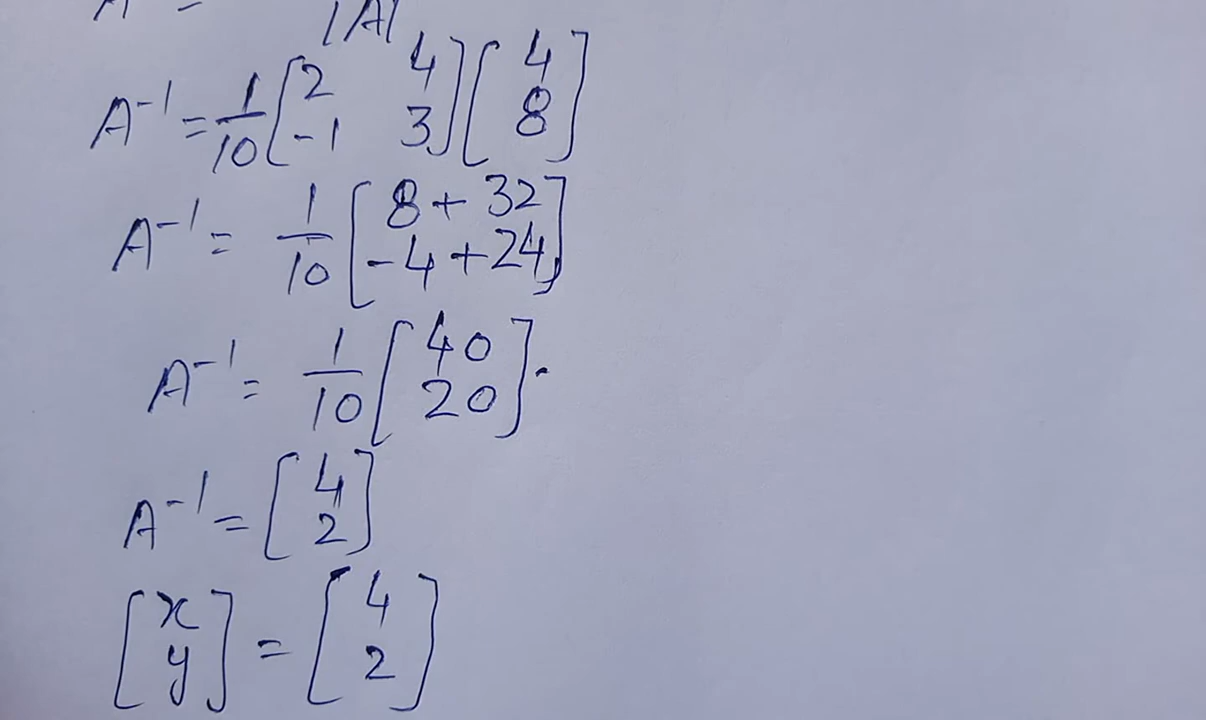 A⁻¹ = |A|
A⁻¹ = 1/10 [2 4; -1 3] [4; 8]
A⁻¹ = 1/10 [8 + 32; -4 + 24]
A⁻¹ = 1/10 [40; 20].
A⁻¹ = [4; 2]
[x; y] = [4; 2]